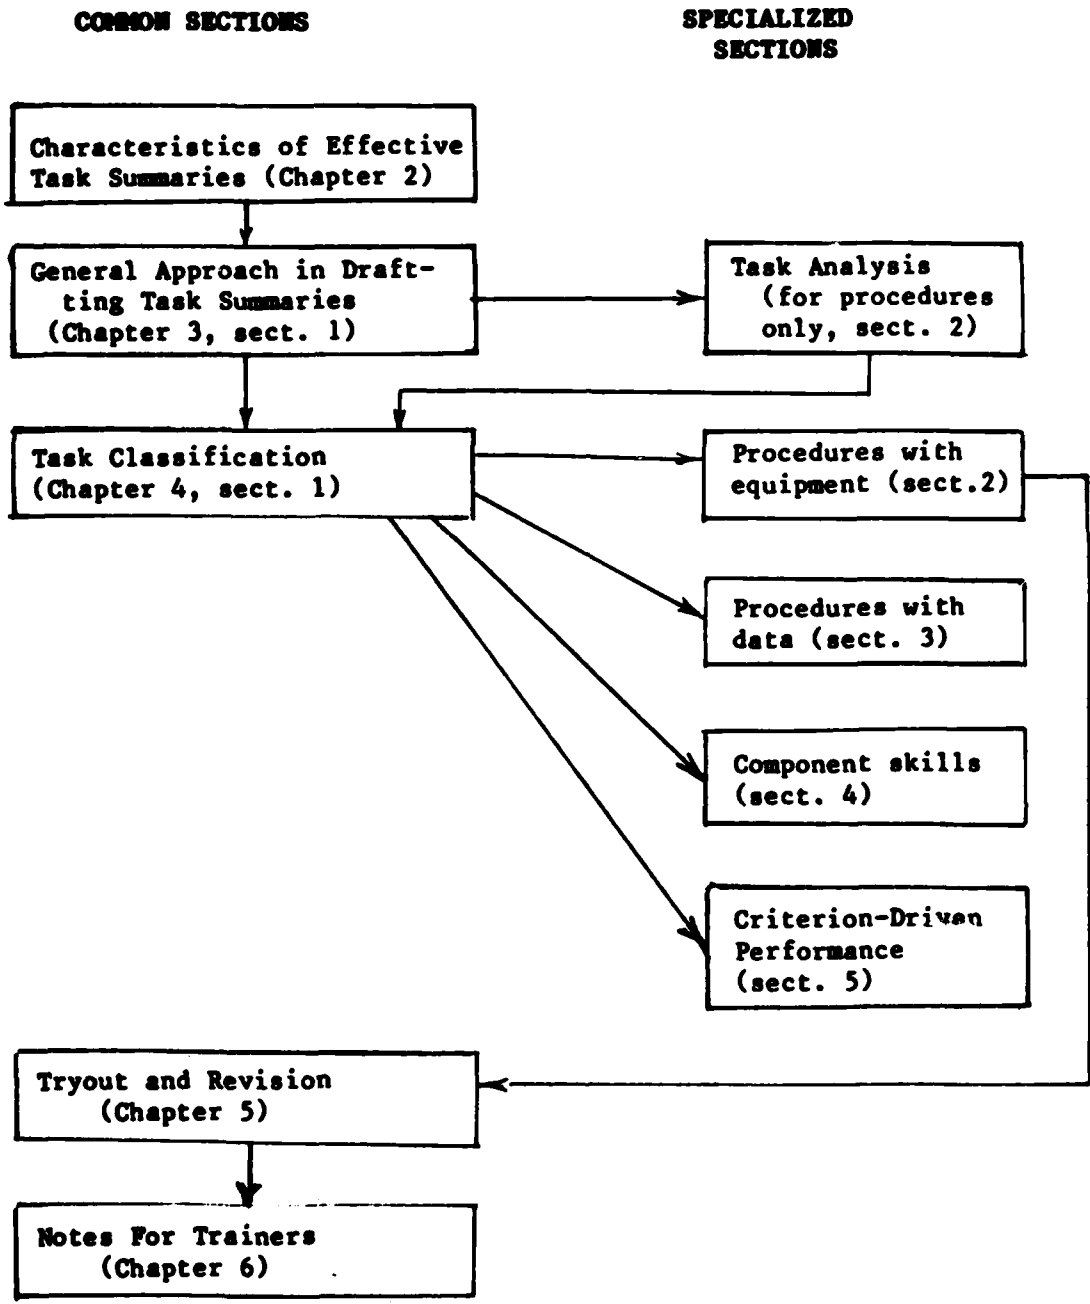 COMMON SECTIONS
SPECIALIZED
SECTIONS
Characteristics of Effective
Task Summaries (Chapter 2)
General Approach in Draft-
ting Task Summaries
(Chapter 3, sect. 1)
Task Analysis
(for procedures
only, sect. 2)
Task Classification
(Chapter 4, sect. 1)
Procedures with
equipment (sect.2)
Procedures with
data (sect. 3)
Component skills
(sect. 4)
Criterion-Driven
Performance
(sect. 5)
Tryout and Revision
(Chapter 5)
Notes For Trainers
(Chapter 6)